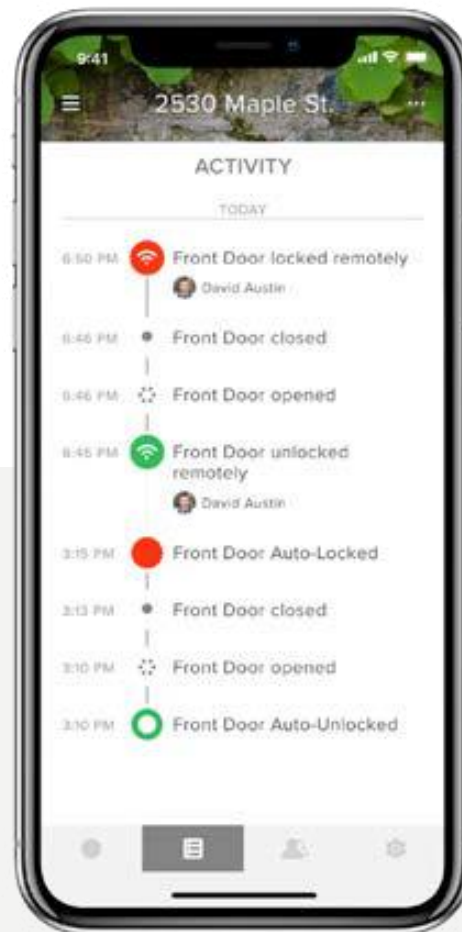 9:41
2530 Maple St.
ACTIVITY
TODAY
6:50 PM Front Door locked remotely
David Austin
6:46 PM Front Door closed
6:46 PM Front Door opened
6:45 PM Front Door unlocked
remotely
David Austin
3:15 PM Front Door Auto-Locked
3:13 PM Front Door closed
3:10 PM Front Door opened
3:10 PM Front Door Auto-Unlocked